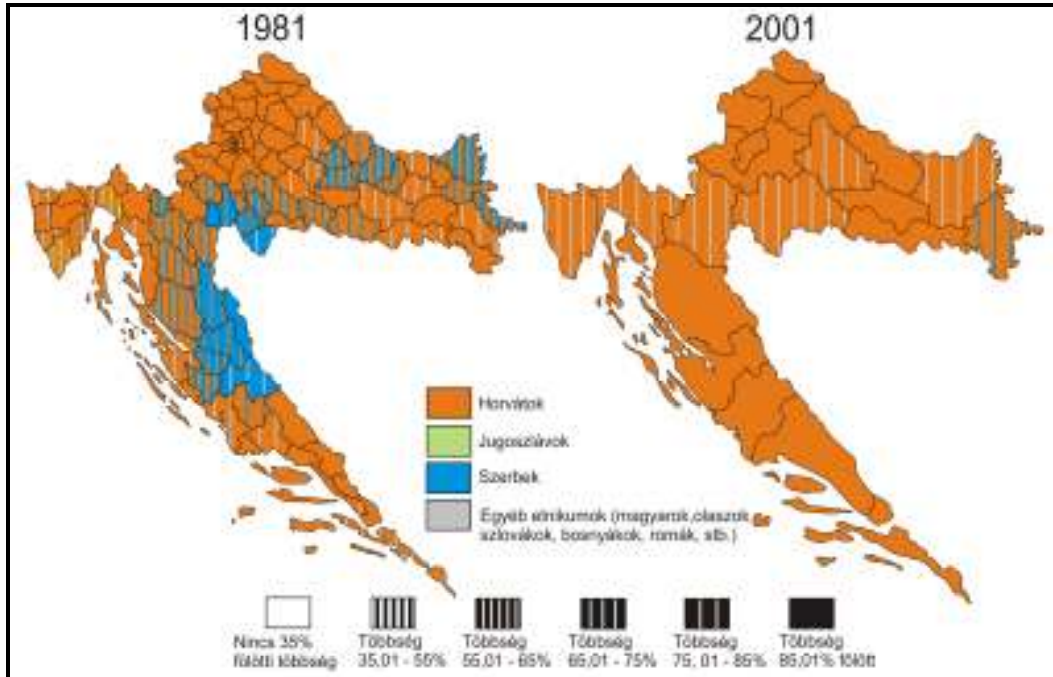 1981
2001
Horvátok
Jugoszlávok
Szerbek
Egyéb etnikumok (magyarok,olaszok
szlovákok, bosnyákok, romák, stb.)
Nincs 35%
fölötti többség
Többség
35,01 - 55%
Többség
55,01 - 65%
Többség
65,01 - 75%
Többség
75, 01 - 85%
Többség
85,01% fölött